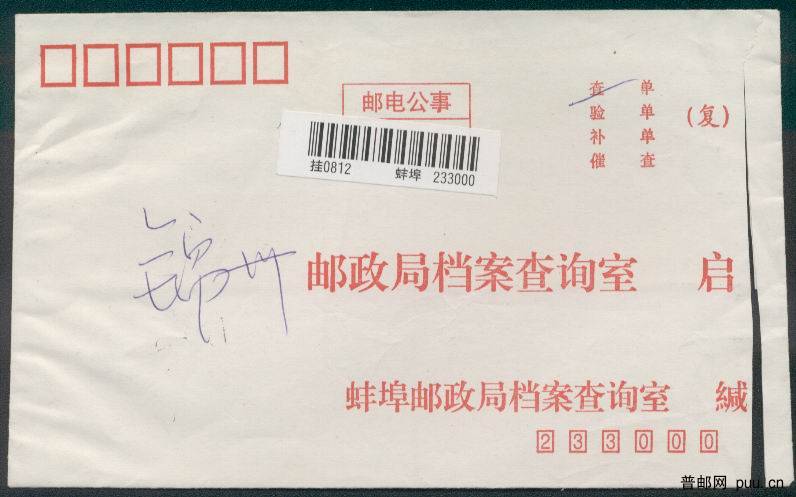 邮电公事
查单
验单
补单
催查
(复)
挂0812 蚌埠 233000
锦州 邮政局档案查询室 启
蚌埠邮政局档案查询室 缄
233000
普邮网 puu.cn